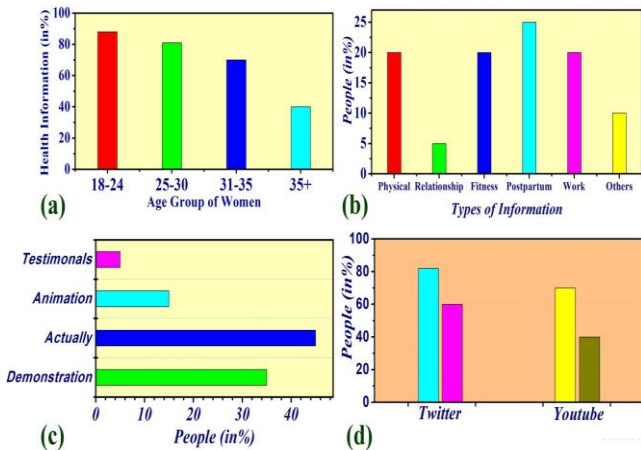 Health Information (in%)
100
80
60
40
20
0
18-24 25-30 31-35 35+
(a) Age Group of Women
People (in%)
25
20
15
10
5
0
Physical Relationship Fitness Postpartum Work Others
(b) Types of Information
Testimonals
Animation
Actually
Demonstration
0 10 20 30 40
(c) People (in%)
People (in%)
100
80
60
40
20
0
Twitter Youtube
(d)